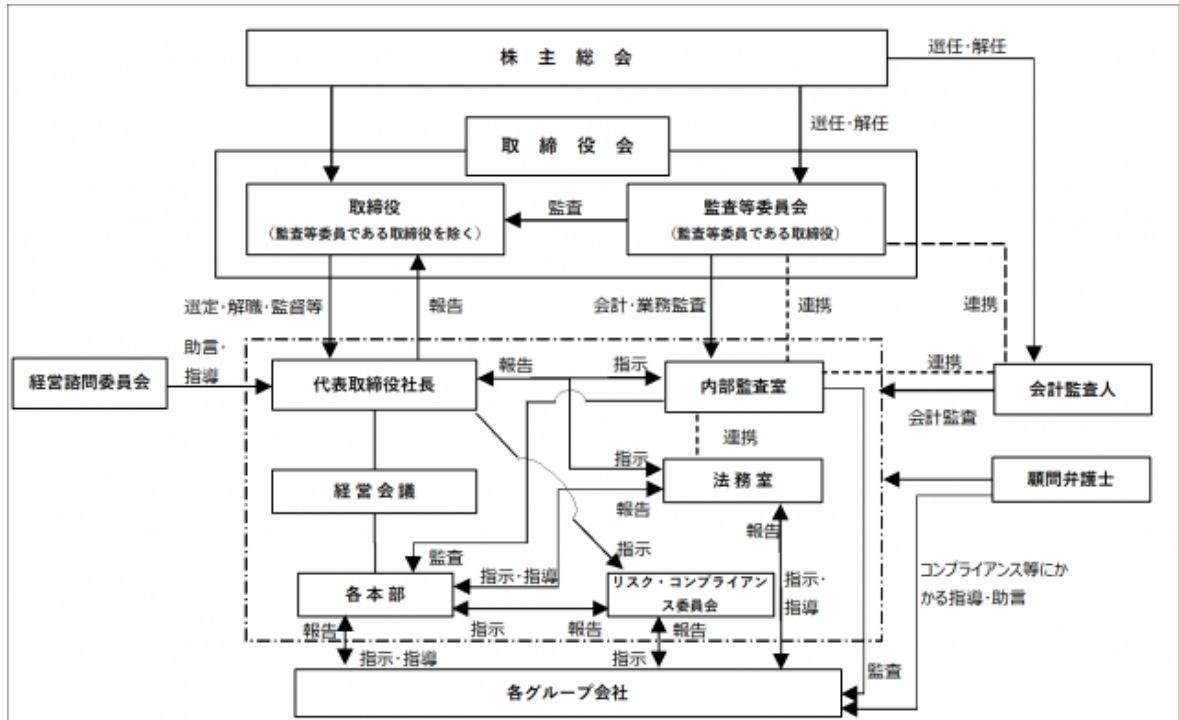 株主総会
選任・解任
選任・解任
取締役会
取締役
(監査等委員である取締役を除く)
監査
監査等委員会
(監査等委員である取締役)
選定・解職・監督等
報告
会計・業務監査
連携
連携
助言・
指導
経営諮問委員会
代表取締役社長
報告
指示
内部監査室
連携
会計監査人
会計監査
連携
指示
経営会議
法務室
顧問弁護士
報告
報告
監査
指示
指示・指導
各本部
リスク・コンプライアン
ス委員会
指示・
指導
コンプライアンス等にか
かる指導・助言
報告
指示
報告
報告
指示・指導
指示
監査
各グループ会社